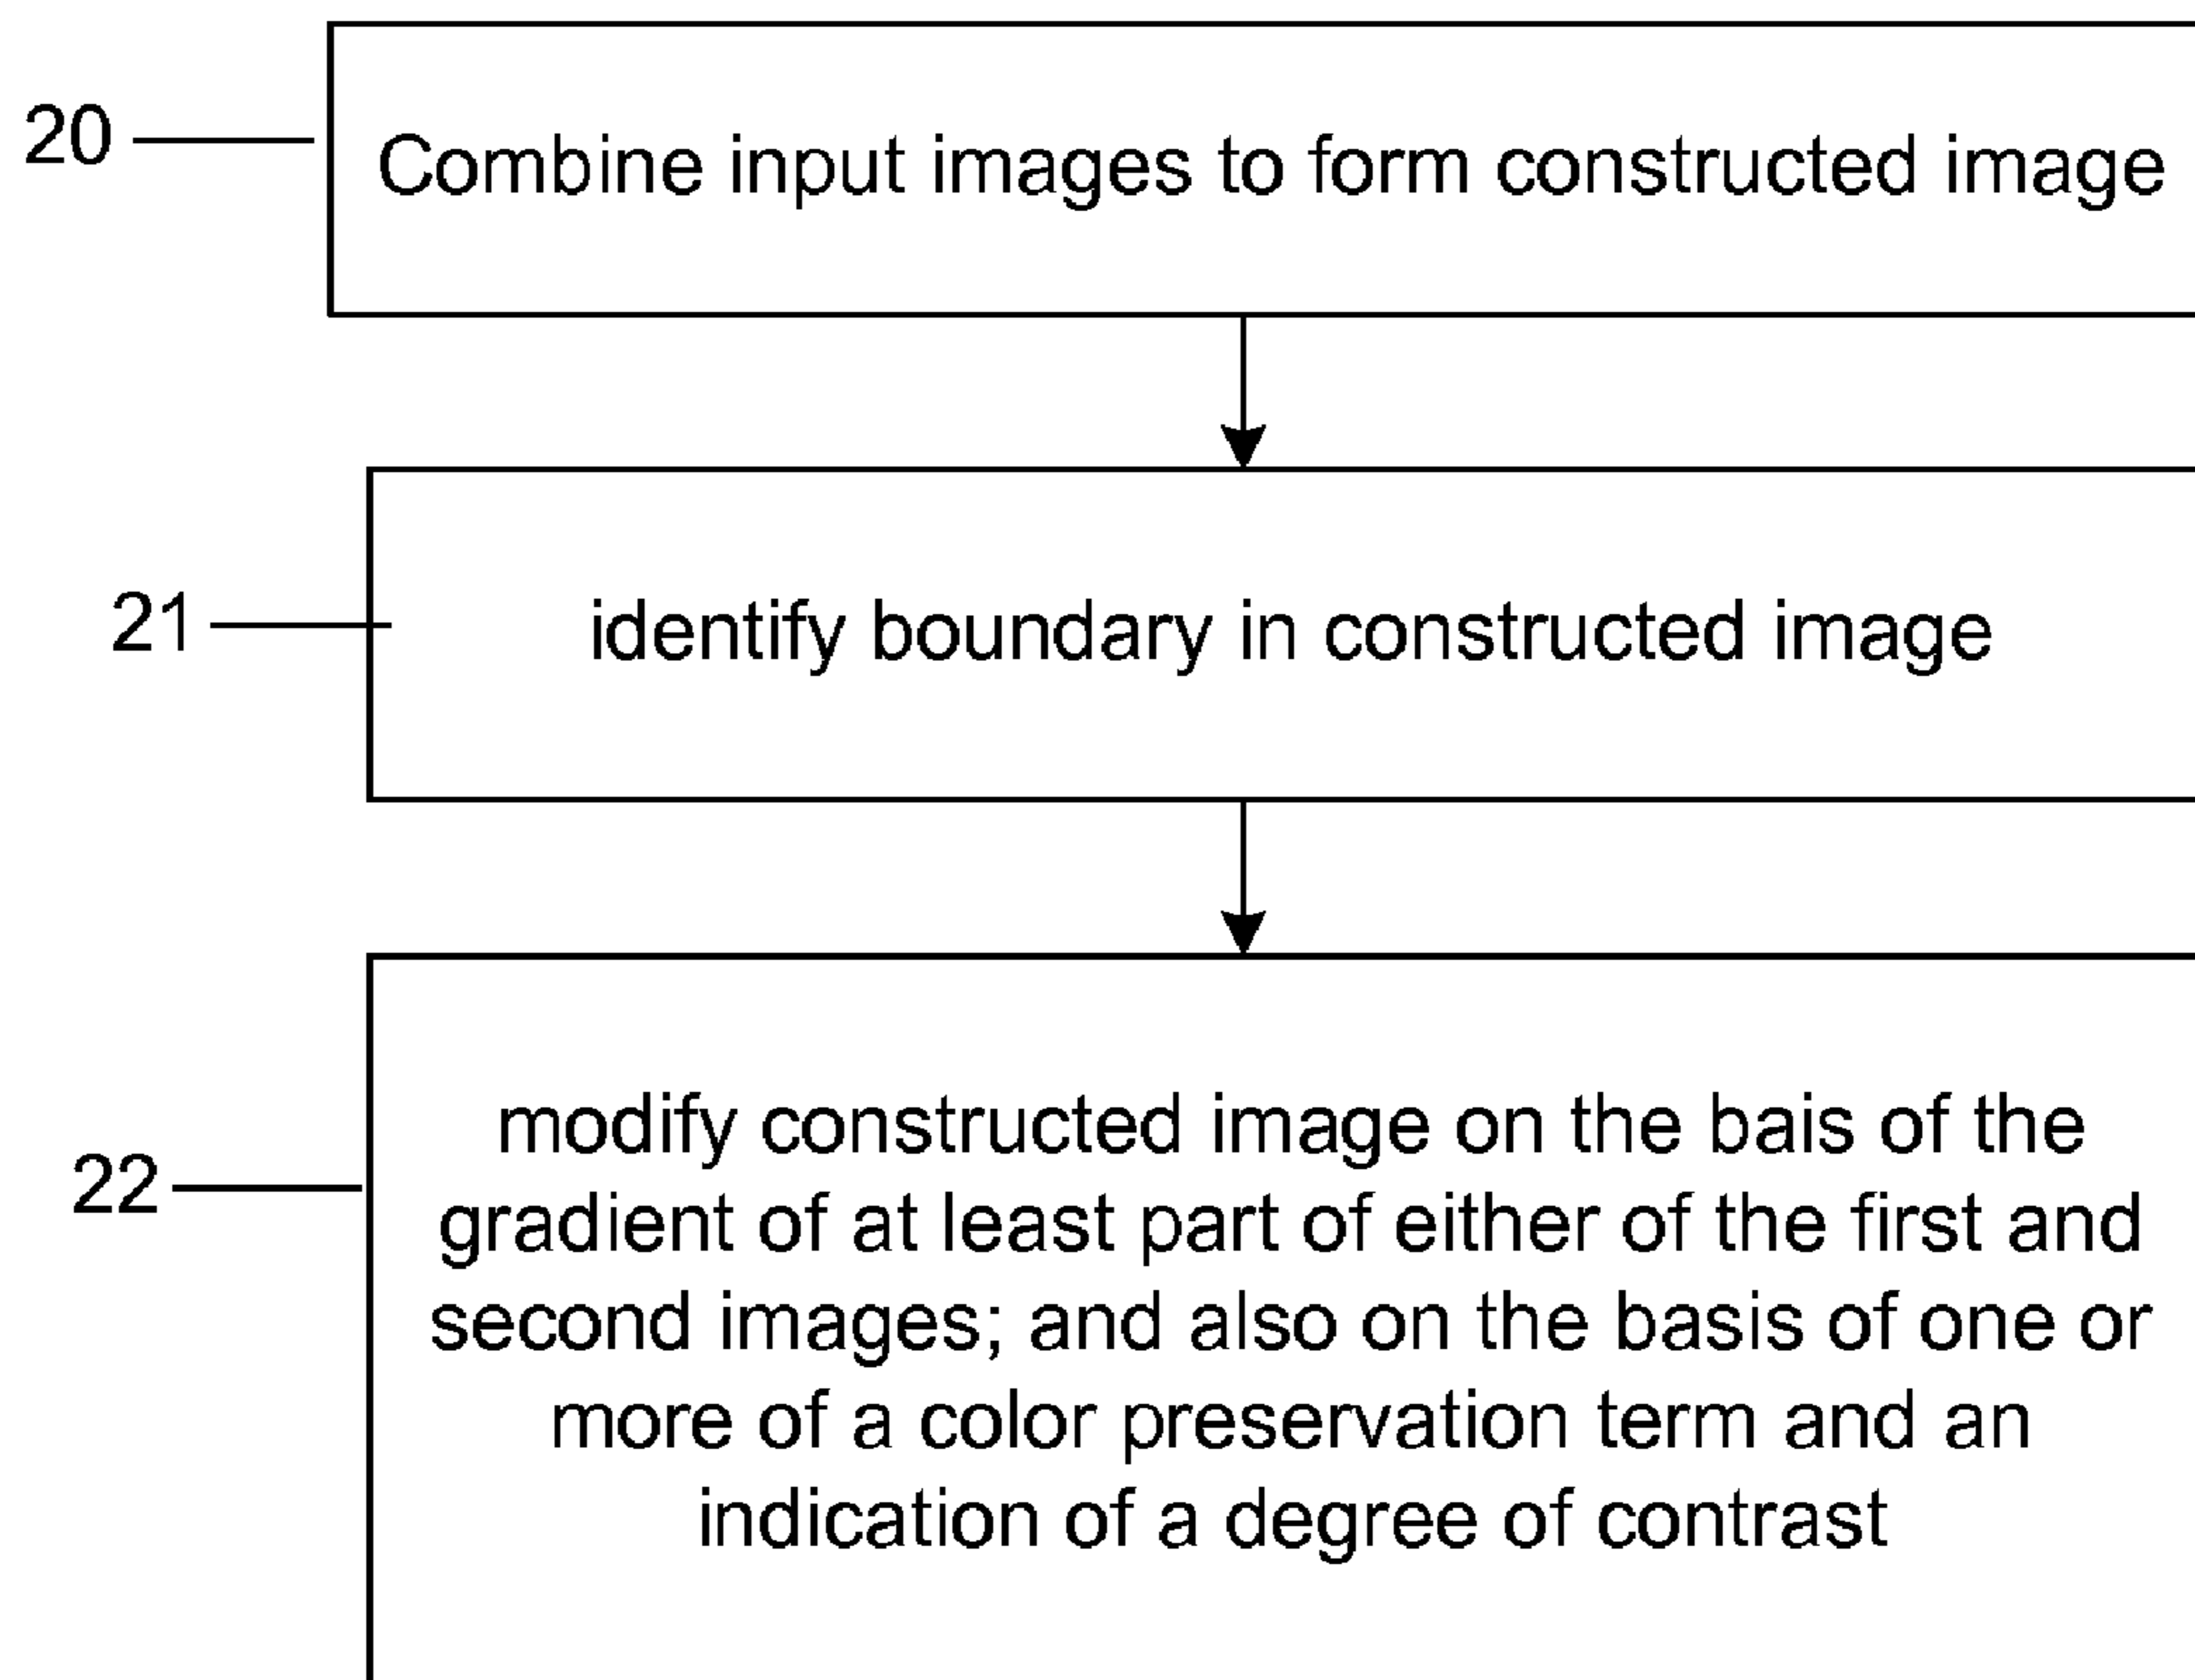 20
Combine input images to form constructed image
21
identify boundary in constructed image
22
modify constructed image on the bais of the
gradient of at least part of either of the first and
second images; and also on the basis of one or
more of a color preservation term and an
indication of a degree of contrast